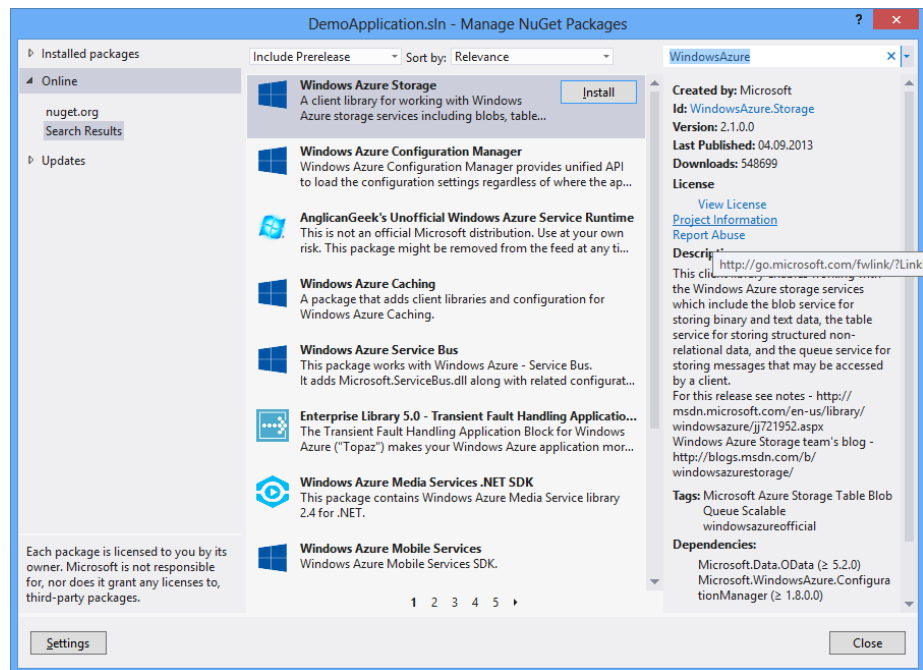 DemoApplication.sln - Manage NuGet Packages
?
Installed packages
Online
nuget.org
Search Results
Updates
Each package is licensed to you by its
owner. Microsoft is not responsible
for, nor does it grant any licenses to,
third-party packages.
Include Prerelease
Sort by: Relevance
Windows Azure Storage
A client library for working with Windows
Azure storage services including blobs, table...
Install
Windows Azure Configuration Manager
Windows Azure Configuration Manager provides unified API
to load the configuration settings regardless of where the ap...
AnglicanGeek's Unofficial Windows Azure Service Runtime
This is not an official Microsoft distribution. Use at your own
risk. This package might be removed from the feed at any ti...
Windows Azure Caching
A package that adds client libraries and configuration for
Windows Azure Caching.
Windows Azure Service Bus
This package works with Windows Azure - Service Bus.
It adds Microsoft.ServiceBus.dll along with related configurat...
Enterprise Library 5.0 - Transient Fault Handling Applicatio...
The Transient Fault Handling Application Block for Windows
Azure ("Topaz") makes your Windows Azure application mor...
Windows Azure Media Services .NET SDK
This package contains Windows Azure Media Service library
2.4 for .NET.
Windows Azure Mobile Services
Windows Azure Mobile Services SDK.
1 2 3 4 5
WindowsAzure
Created by: Microsoft
Id: WindowsAzure.Storage
Version: 2.1.0.0
Last Published: 04.09.2013
Downloads: 548699
License
View License
Project Information
Report Abuse
http://go.microsoft.com/fwlink/?Link
the Windows Azure storage services
which include the blob service for
storing binary and text data, the table
service for storing structured non-
relational data, and the queue service for
storing messages that may be accessed
by a client.
For this release see notes - http://
msdn.microsoft.com/en-us/library/
windowsazure/jj721952.aspx
Windows Azure Storage team's blog -
http://blogs.msdn.com/b/
windowsazurestorage/
Tags: Microsoft Azure Storage Table Blob
Queue Scalable
windowsazureofficial
Dependencies:
Microsoft.Data.OData (≥ 5.2.0)
Microsoft.WindowsAzure.Configura
tionManager (≥ 1.8.0.0)
Settings
Close